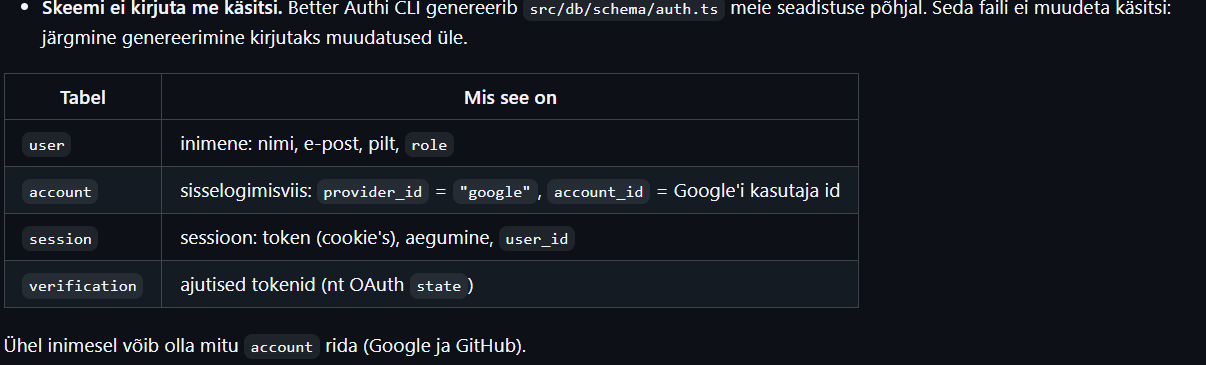 • Skeemi ei kirjuta me käsitsi. Better Authi CLI genereerib src/db/schema/auth.ts meie seadistuse põhjal. Seda faili ei muudeta käsitsi:
järgmine genereerimine kirjutaks muudatused üle.
Tabel Mis see on
user inimene: nimi, e-post, pilt, role
account sisselogimisviis: provider_id = "google", account_id = Google'i kasutaja id
session sessioon: token (cookie's), aegumine, user_id
verification ajutised tokenid (nt OAuth state)
Ühel inimesel võib olla mitu account rida (Google ja GitHub).